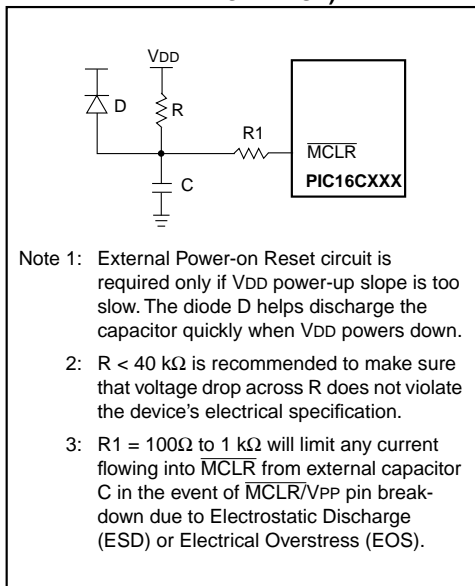 VDD
D
R
R1
MCLR
C
PIC16CXXX
Note 1: External Power-on Reset circuit is
required only if VDD power-up slope is too
slow. The diode D helps discharge the
capacitor quickly when VDD powers down.
2: R < 40 kΩ is recommended to make sure
that voltage drop across R does not violate
the device's electrical specification.
3: R1 = 100Ω to 1 kΩ will limit any current
flowing into MCLR from external capacitor
C in the event of MCLR/VPP pin break-
down due to Electrostatic Discharge
(ESD) or Electrical Overstress (EOS).